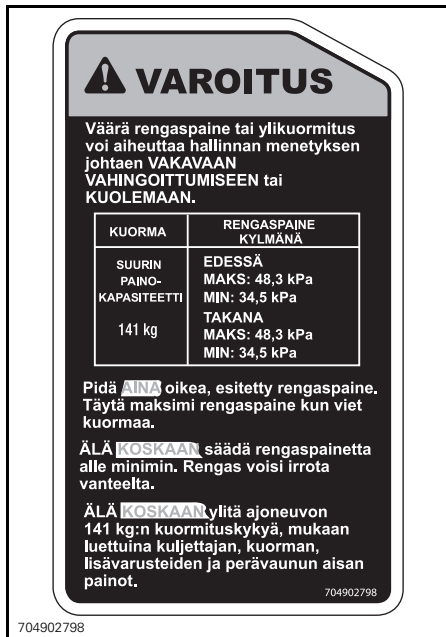 VAROITUS
Väärä rengaspaine tai ylikuormitus
voi aiheuttaa hallinnan menetyksen
johtaen VAKAVAAN
VAHINGOITTUMISEEN tai
KUOLEMAAN.
KUORMA
RENGASPAINE
KYLMÄNÄ
SUURIN
PAINO-
KAPASITEETTI
141 kg
EDESSÄ
MAKS: 48,3 kPa
MIN: 34,5 kPa
TAKANA
MAKS: 48,3 kPa
MIN: 34,5 kPa
Pidä AINA oikea, esitetty rengaspaine.
Täytä maksimi rengaspaine kun viet
kuormaa.
ÄLÄ KOSKAAN säädä rengaspainetta
alle minimin. Rengas voisi irrota
vanteelta.
ÄLÄ KOSKAAN ylitä ajoneuvon
141 kg:n kuormituskykyä, mukaan
luettuina kuljettajan, kuorman,
lisävarusteiden ja perävaunun aisan
painot.
704902798
704902798